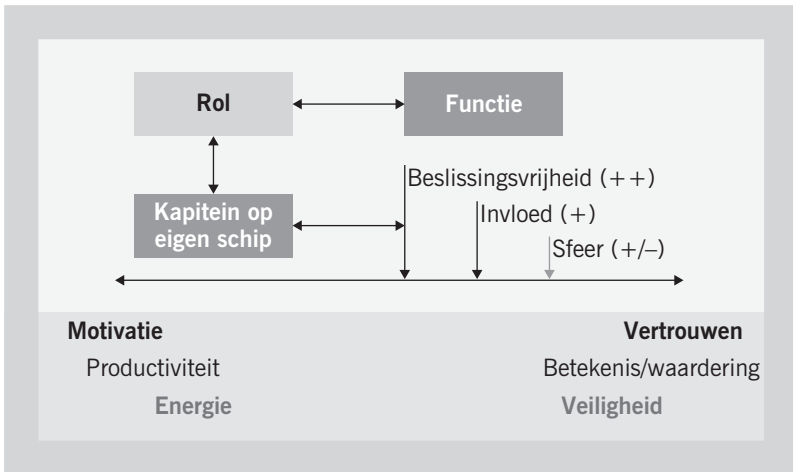 Rol
Functie
Beslissingsvrijheid (++)
Kapitein op
eigen schip
Invloed (+)
Sfeer (+/–)
Motivatie
Vertrouwen
Productiviteit
Betekenis/waardering
Energie
Veiligheid